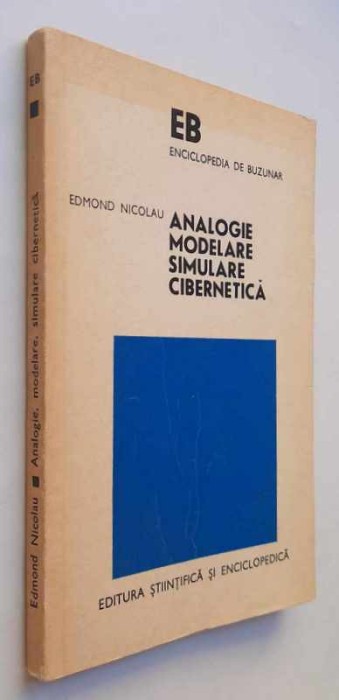 EB
ENCICLOPEDIA DE BUZUNAR
EDMOND NICOLAU
ANALOGIE
MODELARE
SIMULARE
CIBERNETICĂ
EDITURA ȘTIINȚIFICĂ ȘI ENCICLOPEDICĂ
EB
Edmond Nicolau ■ Analogie, modelare, simulare cibernetică